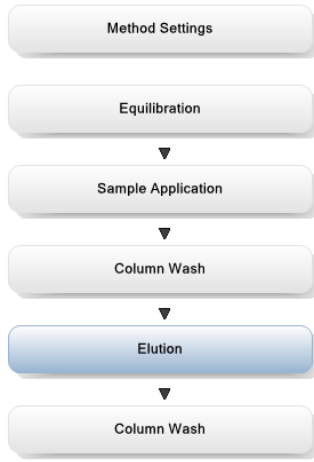 Method Settings
Equilibration
Sample Application
Column Wash
Elution
Column Wash